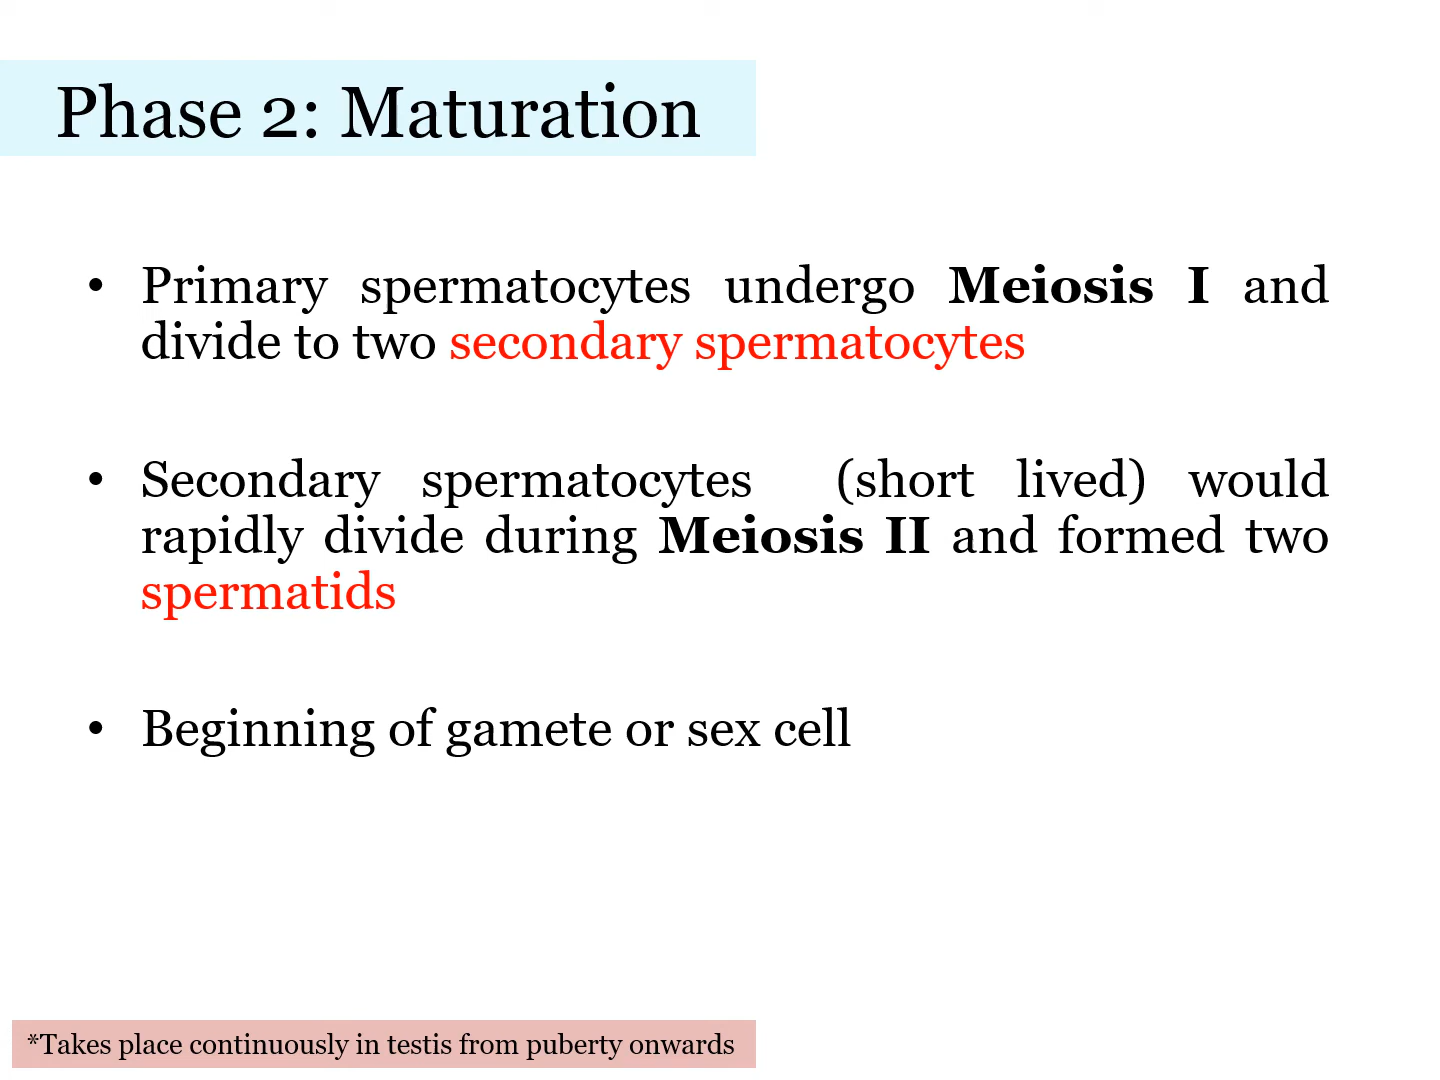 Phase 2: Maturation
• Primary spermatocytes undergo Meiosis I and
divide to two secondary spermatocytes
• Secondary spermatocytes (short lived) would
rapidly divide during Meiosis II and formed two
spermatids
• Beginning of gamete or sex cell
*Takes place continuously in testis from puberty onwards